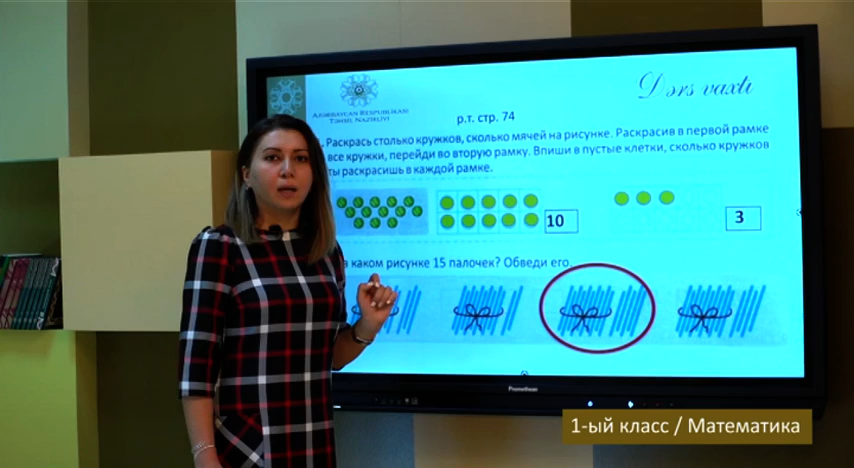 Dərs vaxtı
AZƏRBAYCAN RESPUBLİKASI
TƏHSİL NAZİRLİYİ
р.т. стр. 74
Раскрась столько кружков, сколько мячей на рисунке. Раскрасив в первой рамке
все кружки, перейди во вторую рамку. Впиши в пустые клетки, сколько кружков
ты раскрасишь в каждой рамке.
10
3
каком рисунке 15 палочек? Обведи его.
Promethean
1-ый класс / Математика